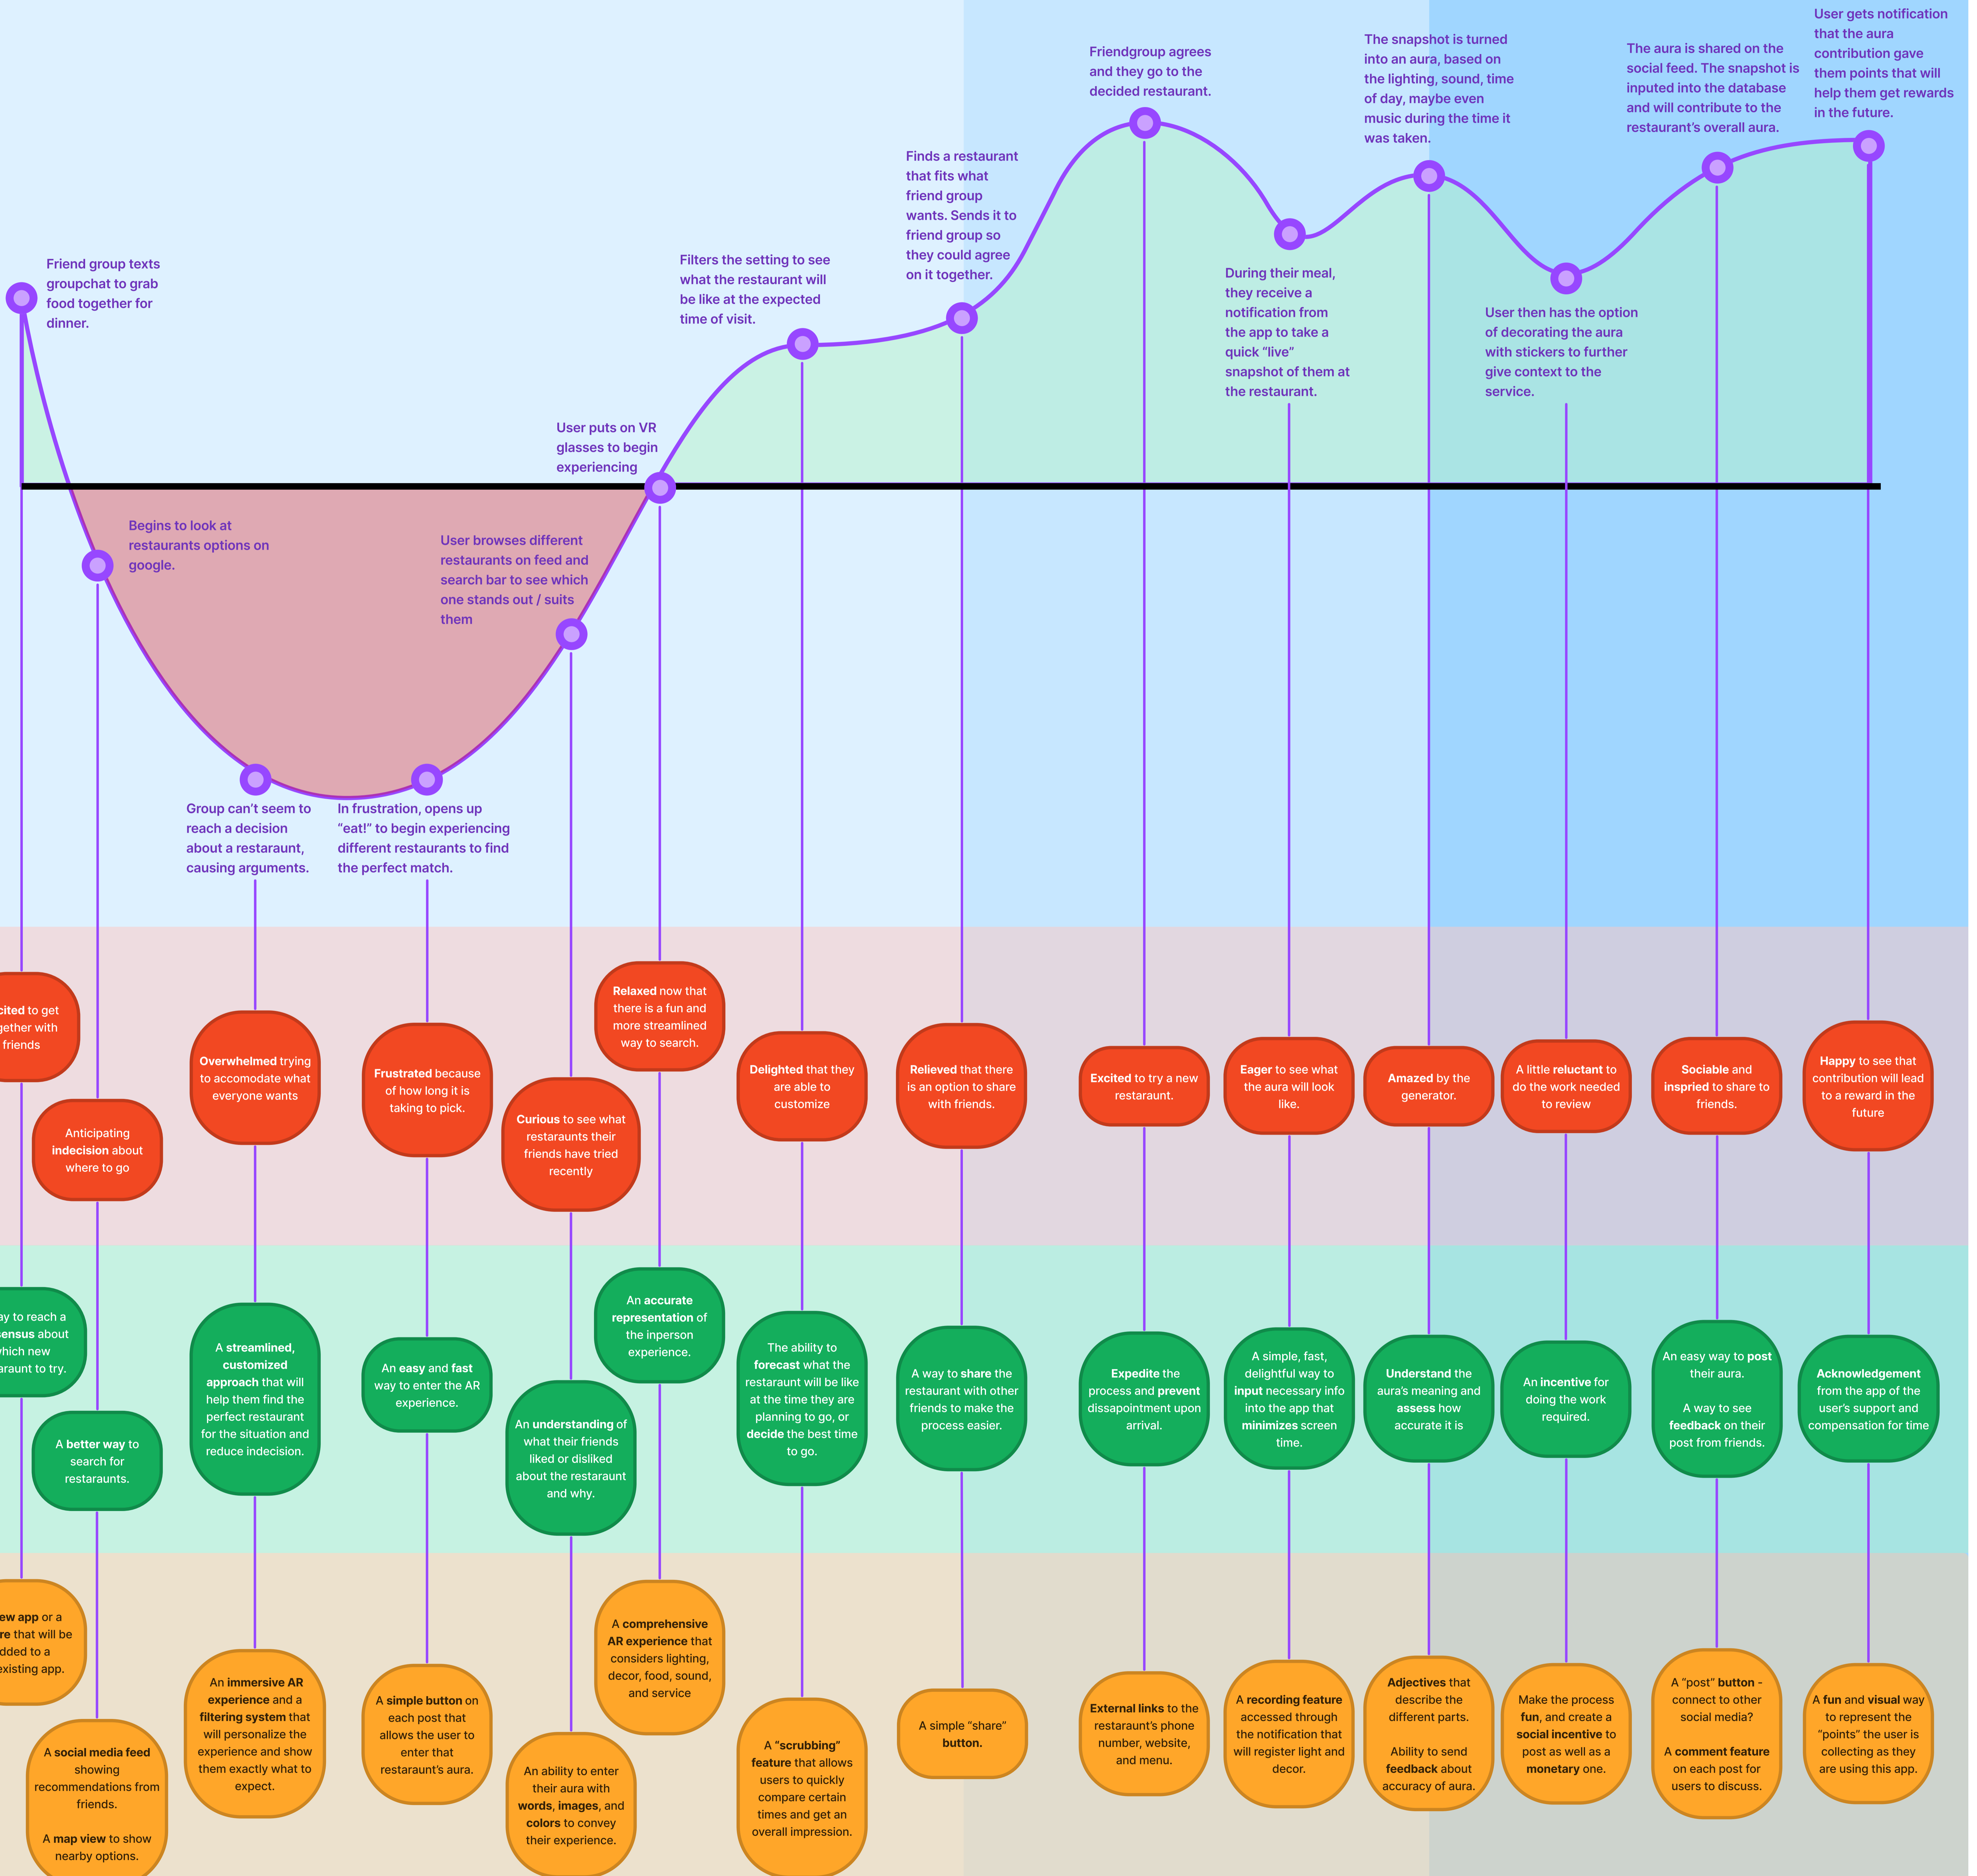 Friend group texts
groupchat to grab
food together for
dinner.
Begins to look at
restaurants options on
google.
Group can’t seem to
reach a decision
about a restaraunt,
causing arguments.
In frustration, opens up
“eat!” to begin experiencing
different restaurants to find
the perfect match.
User browses different
restaurants on feed and
search bar to see which
one stands out / suits
them
User puts on VR
glasses to begin
experiencing
Filters the setting to see
what the restaurant will
be like at the expected
time of visit.
Finds a restaurant
that fits what
friend group
wants. Sends it to
friend group so
they could agree
on it together.
Friendgroup agrees
and they go to the
decided restaurant.
During their meal,
they receive a
notification from
the app to take a
quick “live”
snapshot of them at
the restaurant.
The snapshot is turned
into an aura, based on
the lighting, sound, time
of day, maybe even
music during the time it
was taken.
User then has the option
of decorating the aura
with stickers to further
give context to the
service.
The aura is shared on the
social feed. The snapshot is
inputed into the database
and will contribute to the
restaurant’s overall aura.
User gets notification
that the aura
contribution gave
them points that will
help them get rewards
in the future.
cited to get
gether with
friends
Anticipating
indecision about
where to go
Overwhelmed trying
to accomodate what
everyone wants
Frustrated because
of how long it is
taking to pick.
Curious to see what
restaraunts their
friends have tried
recently
Relaxed now that
there is a fun and
more streamlined
way to search.
Delighted that they
are able to
customize
Relieved that there
is an option to share
with friends.
Excited to try a new
restaraunt.
Eager to see what
the aura will look
like.
Amazed by the
generator.
A little reluctant to
do the work needed
to review
Sociable and
inspried to share to
friends.
Happy to see that
contribution will lead
to a reward in the
future
ay to reach a
sensus about
which new
araunt to try.
A better way to
search for
restaraunts.
A streamlined,
customized
approach that will
help them find the
perfect restaurant
for the situation and
reduce indecision.
An easy and fast
way to enter the AR
experience.
An understanding of
what their friends
liked or disliked
about the restaraunt
and why.
An accurate
representation of
the inperson
experience.
The ability to
forecast what the
restaraunt will be like
at the time they are
planning to go, or
decide the best time
to go.
A way to share the
restaurant with other
friends to make the
process easier.
Expedite the
process and prevent
dissapointment upon
arrival.
A simple, fast,
delightful way to
input necessary info
into the app that
minimizes screen
time.
Understand the
aura’s meaning and
assess how
accurate it is
An incentive for
doing the work
required.
An easy way to post
their aura.
A way to see
feedback on their
post from friends.
Acknowledgement
from the app of the
user’s support and
compensation for time
ew app or a
re that will be
dded to a
existing app.
A social media feed
showing
recommendations from
friends.
A map view to show
nearby options.
An immersive AR
experience and a
filtering system that
will personalize the
experience and show
them exactly what to
expect.
A simple button on
each post that
allows the user to
enter that
restaraunt’s aura.
An ability to enter
their aura with
words, images, and
colors to convey
their experience.
A comprehensive
AR experience that
considers lighting,
decor, food, sound,
and service
A “scrubbing”
feature that allows
users to quickly
compare certain
times and get an
overall impression.
A simple “share”
button.
External links to the
restaraunt’s phone
number, website,
and menu.
A recording feature
accessed through
the notification that
will register light and
decor.
Adjectives that
describe the
different parts.
Ability to send
feedback about
accuracy of aura.
Make the process
fun, and create a
social incentive to
post as well as a
monetary one.
A “post” button -
connect to other
social media?
A comment feature
on each post for
users to discuss.
A fun and visual way
to represent the
“points” the user is
collecting as they
are using this app.